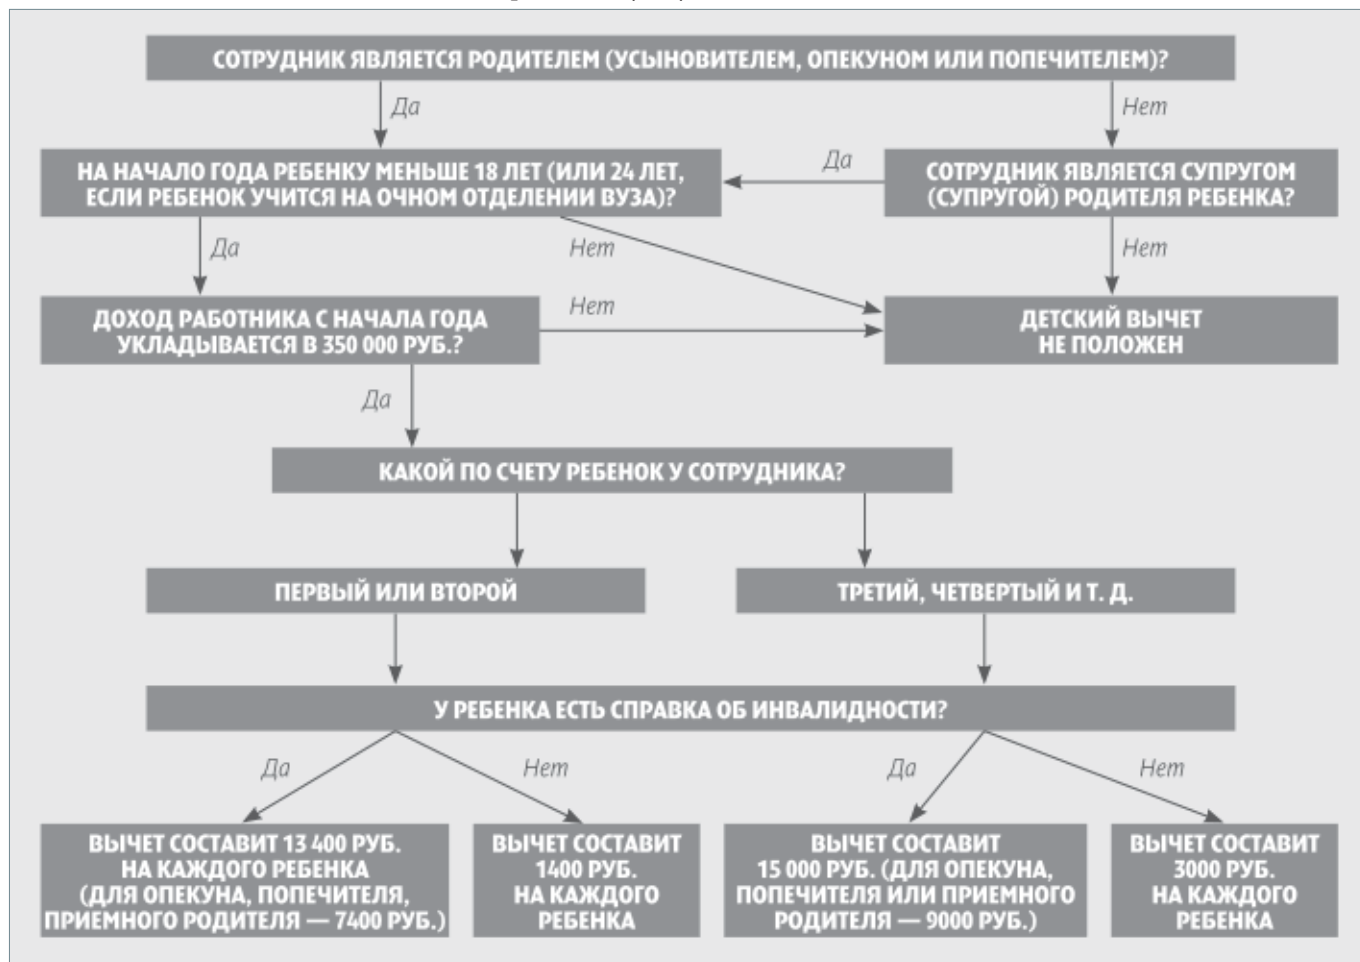 СОТРУДНИК ЯВЛЯЕТСЯ РОДИТЕЛЕМ (УСЫНОВИТЕЛЕМ, ОПЕКУНОМ ИЛИ ПОПЕЧИТЕЛЕМ)?
Да
Нет
НА НАЧАЛО ГОДА РЕБЕНКУ МЕНЬШЕ 18 ЛЕТ (ИЛИ 24 ЛЕТ,
ЕСЛИ РЕБЕНОК УЧИТСЯ НА ОЧНОМ ОТДЕЛЕНИИ ВУЗА)?
Да
СОТРУДНИК ЯВЛЯЕТСЯ СУПРУГОМ
(СУПРУГОЙ) РОДИТЕЛЯ РЕБЕНКА?
Да
Нет
Нет
ДОХОД РАБОТНИКА С НАЧАЛА ГОДА
УКЛАДЫВАЕТСЯ В 350 000 РУБ.?
Нет
ДЕТСКИЙ ВЫЧЕТ
НЕ ПОЛОЖЕН
Да
КАКОЙ ПО СЧЕТУ РЕБЕНОК У СОТРУДНИКА?
ПЕРВЫЙ ИЛИ ВТОРОЙ
ТРЕТИЙ, ЧЕТВЕРТЫЙ И Т. Д.
У РЕБЕНКА ЕСТЬ СПРАВКА ОБ ИНВАЛИДНОСТИ?
Да
Нет
Да
Нет
ВЫЧЕТ СОСТАВИТ 13 400 РУБ.
НА КАЖДОГО РЕБЕНКА
(ДЛЯ ОПЕКУНА, ПОПЕЧИТЕЛЯ,
ПРИЕМНОГО РОДИТЕЛЯ — 7400 РУБ.)
ВЫЧЕТ СОСТАВИТ
1400 РУБ.
НА КАЖДОГО
РЕБЕНКА
ВЫЧЕТ СОСТАВИТ
15 000 РУБ. (ДЛЯ ОПЕКУНА,
ПОПЕЧИТЕЛЯ ИЛИ ПРИЕМНОГО
РОДИТЕЛЯ — 9000 РУБ.)
ВЫЧЕТ СОСТАВИТ
3000 РУБ.
НА КАЖДОГО
РЕБЕНКА